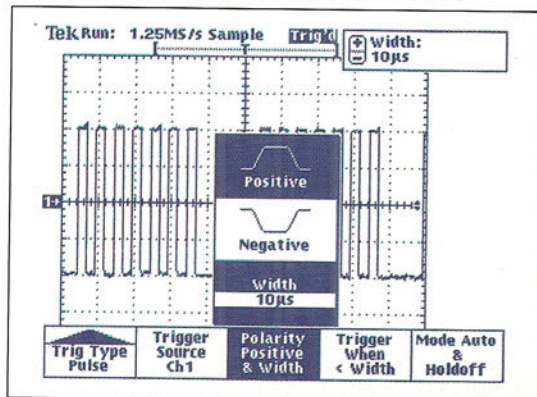 Tek Run: 1.25MS/s Sample Trig'd
Width:
10µs
1
Positive
Negative
Width
10µs
Trig Type
Pulse
Trigger
Source
Ch1
Polarity
Positive
& Width
Trigger
When
< Width
Mode Auto
&
Holdoff